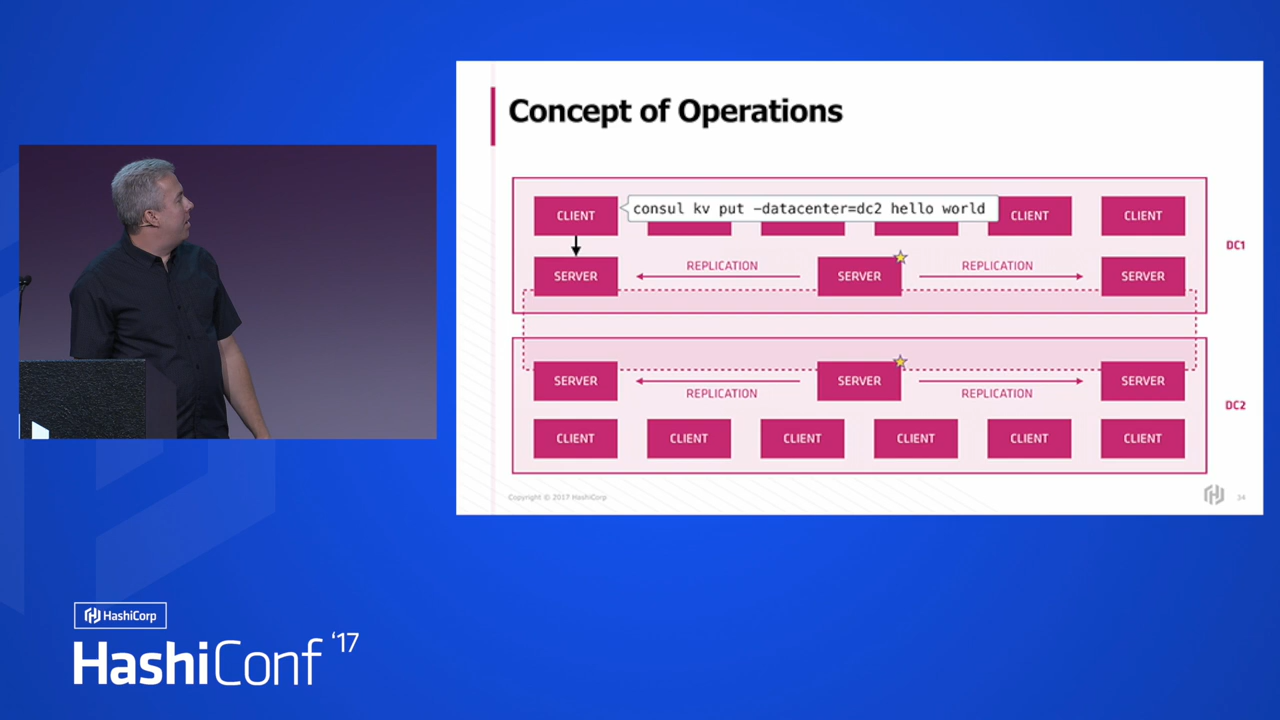 Concept of Operations
CLIENT
consul kv put -datacenter=dc2 hello world
CLIENT
CLIENT
DC1
SERVER
REPLICATION
SERVER
REPLICATION
SERVER
SERVER
REPLICATION
SERVER
REPLICATION
SERVER
DC2
CLIENT
CLIENT
CLIENT
CLIENT
CLIENT
CLIENT
Copyright © 2017 HashiCorp
34
HashiCorp
HashiConf '17